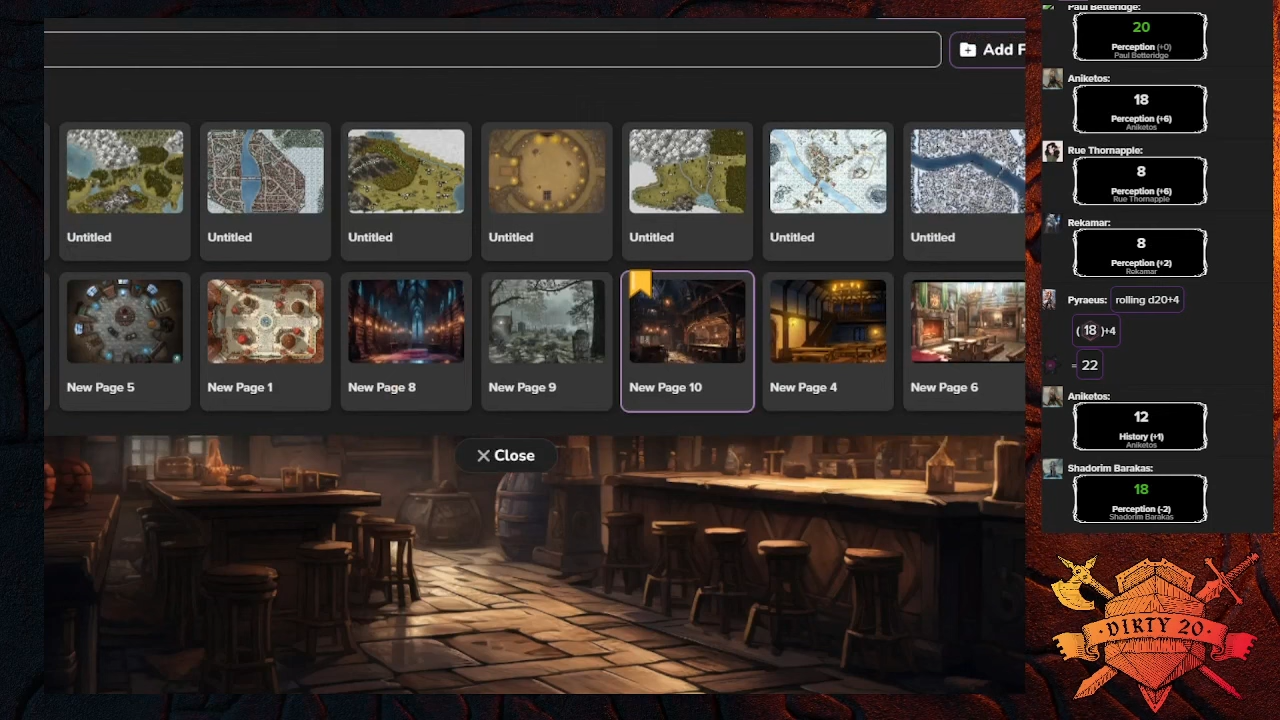 Add F
Untitled
Untitled
Untitled
Untitled
Untitled
Untitled
Untitled
New Page 5
New Page 1
New Page 8
New Page 9
New Page 10
New Page 4
New Page 6
Close
Paul Betteridge:
20
Perception (+0)
Paul Betteridge
Aniketos:
18
Perception (+6)
Aniketos
Rue Thornapple:
8
Perception (+6)
Rue Thornapple
Rekamar:
8
Perception (+2)
Rekamar
Pyraeus: rolling d20+4
( 18 )+4
= 22
Aniketos:
12
History (+1)
Aniketos
Shadorim Barakas:
18
Perception (-2)
Shadorim Barakas
· DIRTY 20 ·